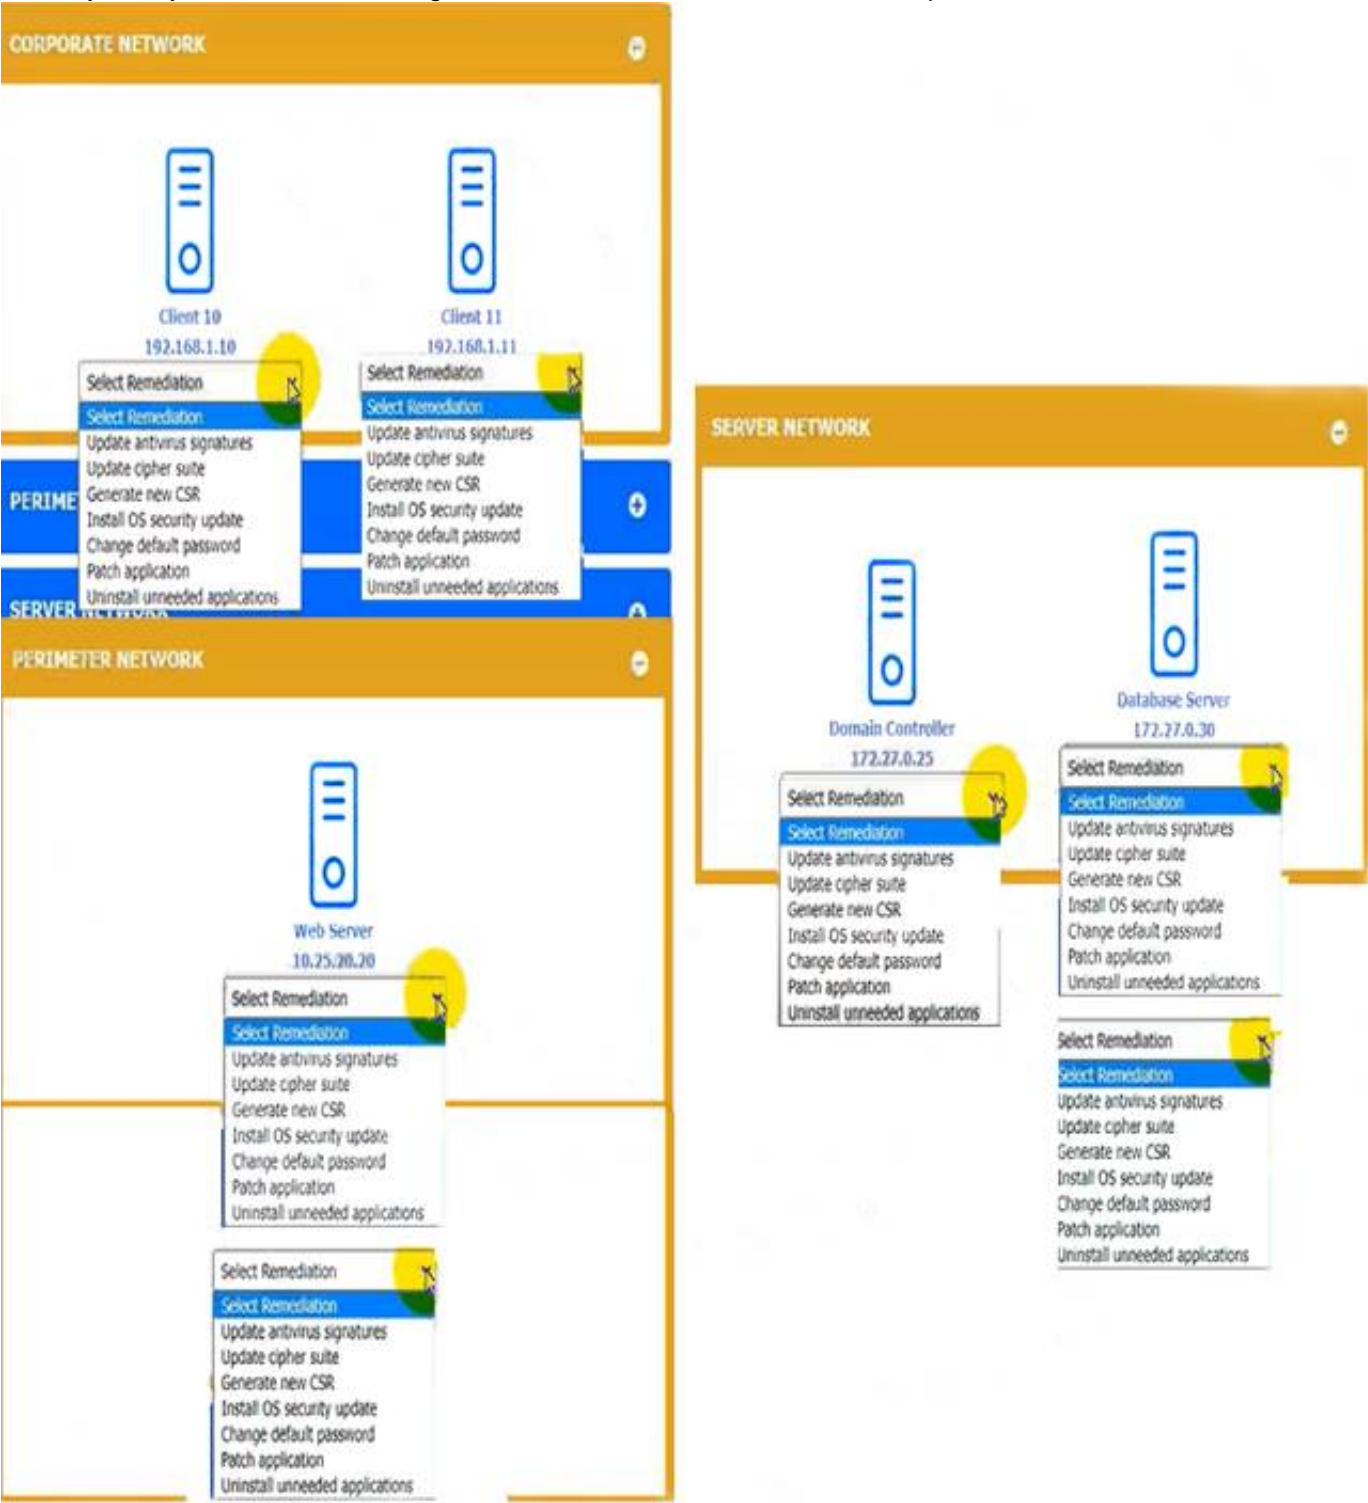 CORPORATE NETWORK
Client 10
192.168.1.10
Select Remediation
Select Remediation
Update antivirus signatures
Update cipher suite
Generate new CSR
Install OS security update
Change default password
Patch application
Uninstall unneeded applications
Client 11
192.168.1.11
Select Remediation
Select Remediation
Update antivirus signatures
Update cipher suite
Generate new CSR
Install OS security update
Change default password
Patch application
Uninstall unneeded applications
PERIME
SERVER NETWORK
PERIMETER NETWORK
Web Server
10.25.20.20
Select Remediation
Select Remediation
Update antivirus signatures
Update cipher suite
Generate new CSR
Install OS security update
Change default password
Patch application
Uninstall unneeded applications
Select Remediation
Select Remediation
Update antivirus signatures
Update cipher suite
Generate new CSR
Install OS security update
Change default password
Patch application
Uninstall unneeded applications
SERVER NETWORK
Domain Controller
172.27.0.25
Select Remediation
Select Remediation
Update antivirus signatures
Update cipher suite
Generate new CSR
Install OS security update
Change default password
Patch application
Uninstall unneeded applications
Database Server
172.27.0.30
Select Remediation
Select Remediation
Update antivirus signatures
Update cipher suite
Generate new CSR
Install OS security update
Change default password
Patch application
Uninstall unneeded applications
Select Remediation
Select Remediation
Update antivirus signatures
Update cipher suite
Generate new CSR
Install OS security update
Change default password
Patch application
Uninstall unneeded applications